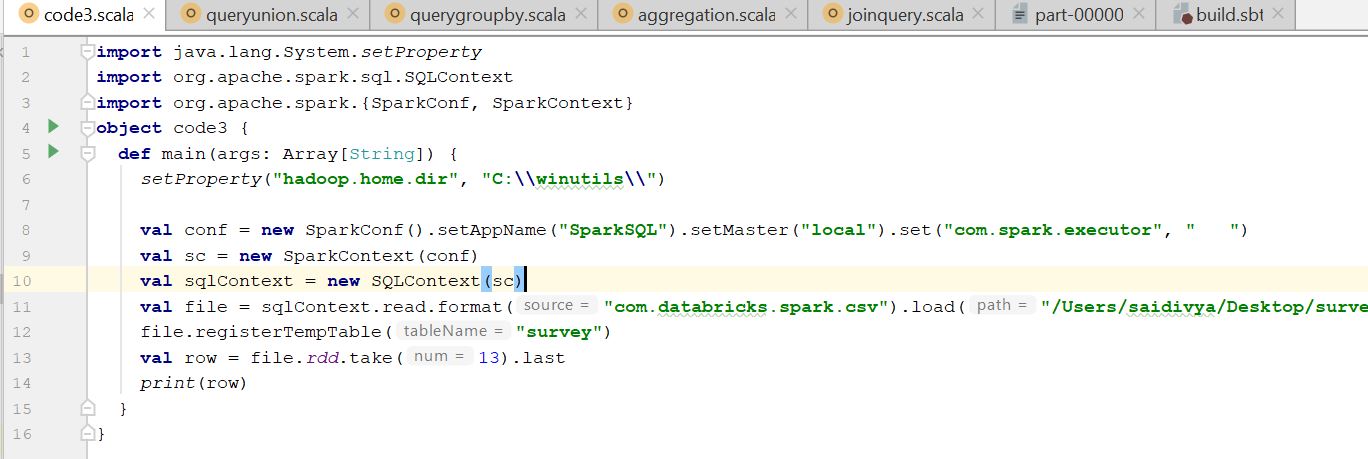 code3.scala queryunion.scala querygroupby.scala aggregation.scala joinquery.scala part-00000 build.sbt
1 import java.lang.System.setProperty
2 import org.apache.spark.sql.SQLContext
3 import org.apache.spark.{SparkConf, SparkContext}
4 object code3 {
5 def main(args: Array[String]) {
6 setProperty("hadoop.home.dir", "C:\\winutils\\")
7
8 val conf = new SparkConf().setAppName("SparkSQL").setMaster("local").set("com.spark.executor", "   ")
9 val sc = new SparkContext(conf)
10 val sqlContext = new SQLContext(sc)
11 val file = sqlContext.read.format( source = "com.databricks.spark.csv").load( path = "/Users/saidivya/Desktop/surve
12 file.registerTempTable( tableName = "survey")
13 val row = file.rdd.take( num = 13).last
14 print(row)
15 }
16 }